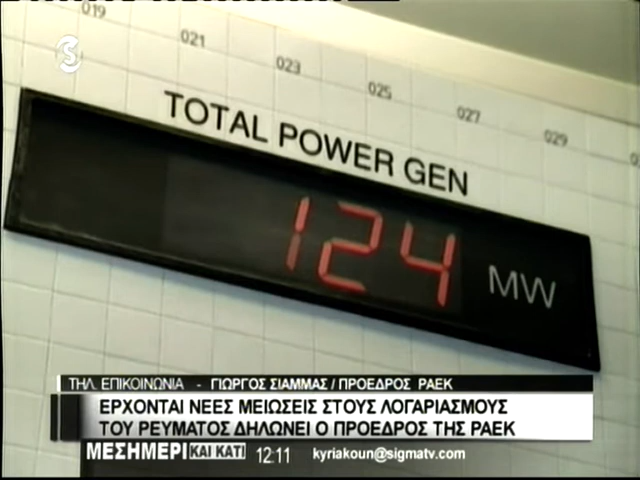 019
021
023
025
027
029
S
TOTAL POWER GEN
124 MW
ΤΗΛ. ΕΠΙΚΟΙΝΩΝΙΑ - ΓΙΩΡΓΟΣ ΣΙΑΜΜΑΣ / ΠΡΟΕΔΡΟΣ ΡΑΕΚ
ΕΡΧΟΝΤΑΙ ΝΕΕΣ ΜΕΙΩΣΕΙΣ ΣΤΟΥΣ ΛΟΓΑΡΙΑΣΜΟΥΣ
ΤΟΥ ΡΕΥΜΑΤΟΣ ΔΗΛΩΝΕΙ Ο ΠΡΟΕΔΡΟΣ ΤΗΣ ΡΑΕΚ
ΜΕΣΗΜΕΡΙ ΚΑΙ ΚΑΤΙ 12:11 kyriakoun@sigmatv.com